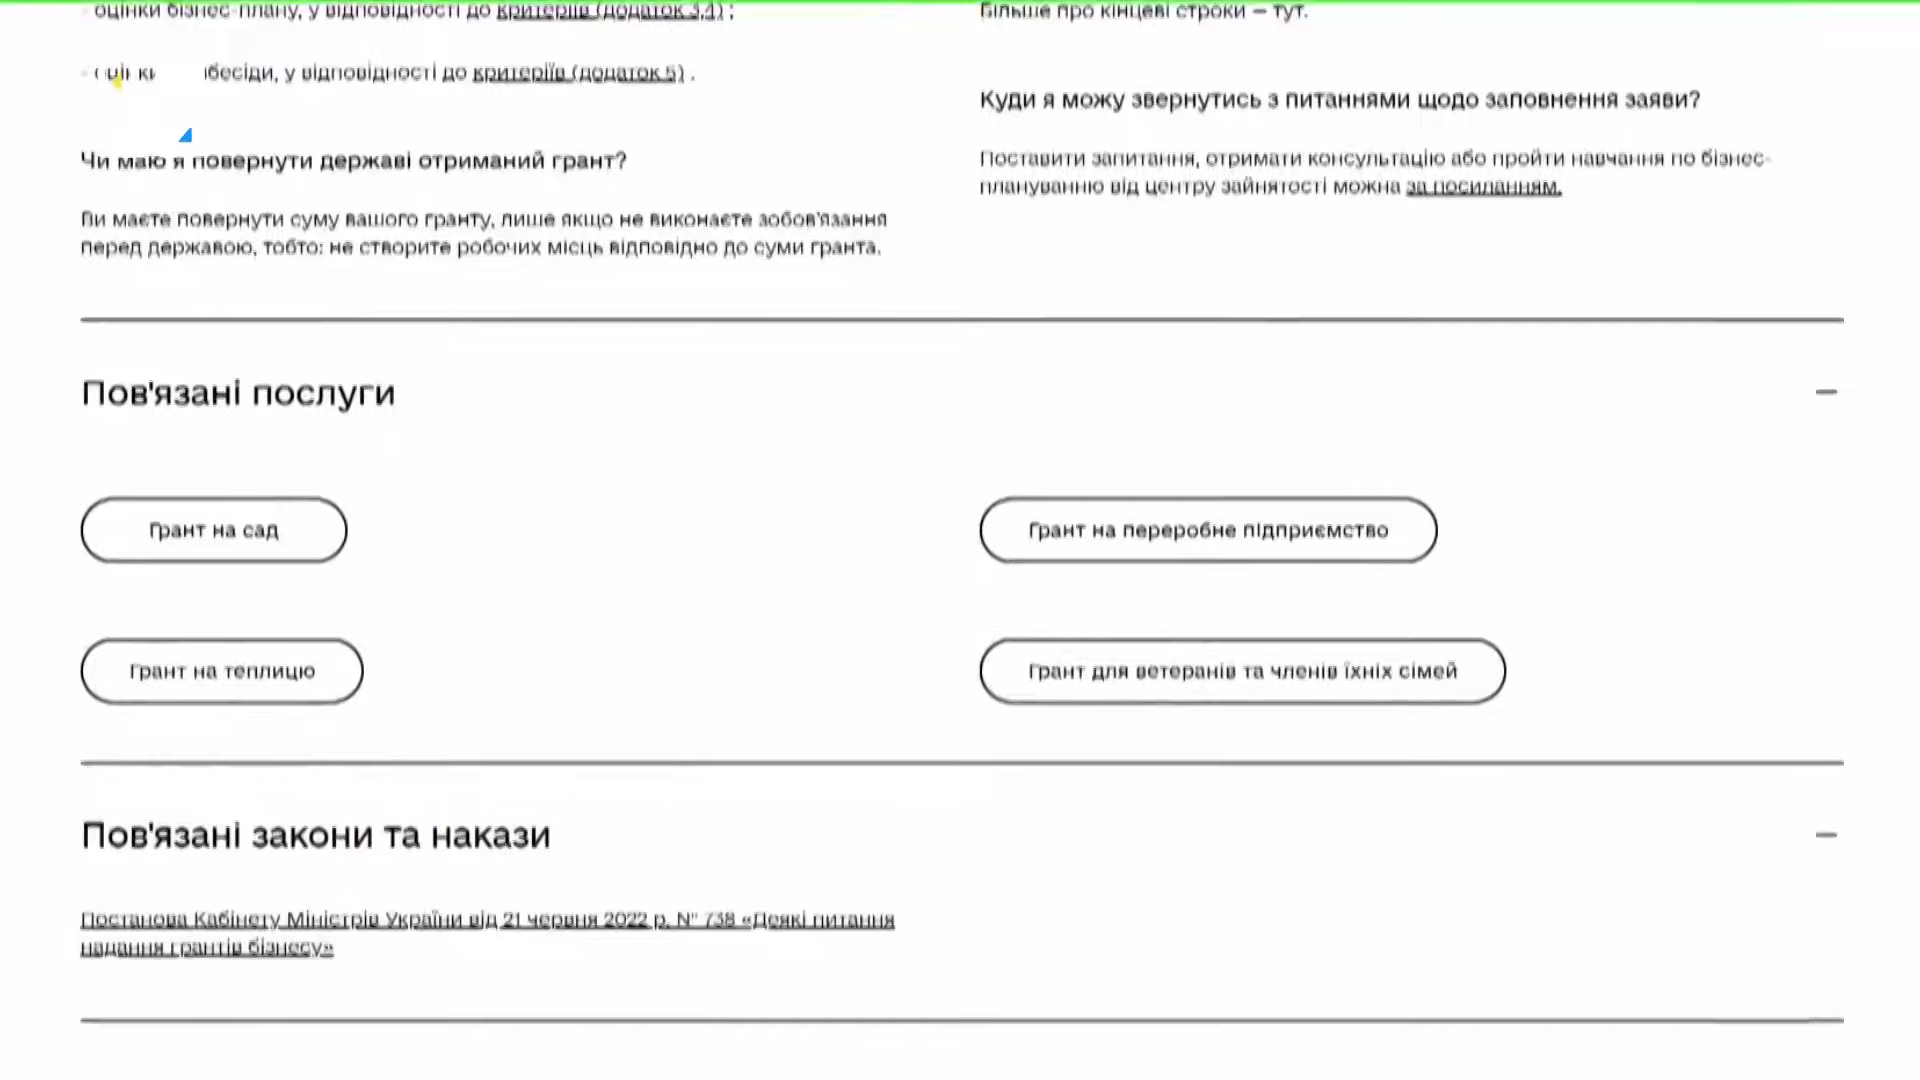 оцінки бізнес-плану, у відповідності до критеріїв (додаток 3,4) ;
бесіди, у відповідності до критеріїв (додаток 5) .
Чи маю я повернути державі отриманий грант?
Ви маєте повернути суму вашого гранту, лише якщо не виконаєте зобов'язання
перед державою, тобто: не створите робочих місць відповідно до суми гранта.
Більше про кінцеві строки – тут.
Куди я можу звернутись з питаннями щодо заповнення заяви?
Поставити запитання, отримати консультацію або пройти навчання по бізнес-
плануванню від центру зайнятості можна за посиланням.
Пов'язані послуги
Грант на сад
Грант на переробне підприємство
Грант на теплицю
Грант для ветеранів та членів їхніх сімей
Пов'язані закони та накази
Постанова Кабінету Міністрів України від 21 червня 2022 р. № 738 «Деякі питання
надання грантів бізнесу»